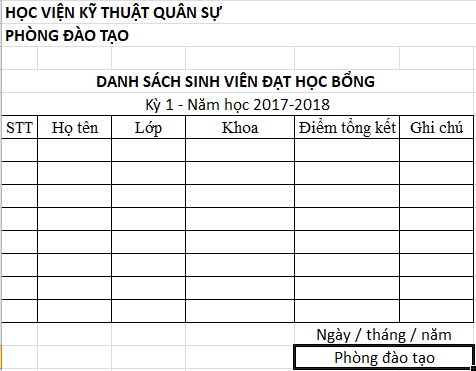 HỌC VIỆN KỸ THUẬT QUÂN SỰ
PHÒNG ĐÀO TẠO
DANH SÁCH SINH VIÊN ĐẠT HỌC BỔNG
Kỳ 1 - Năm học 2017-2018
STT Họ tên Lớp Khoa Điểm tổng kết Ghi chú
Ngày / tháng / năm
Phòng đào tạo